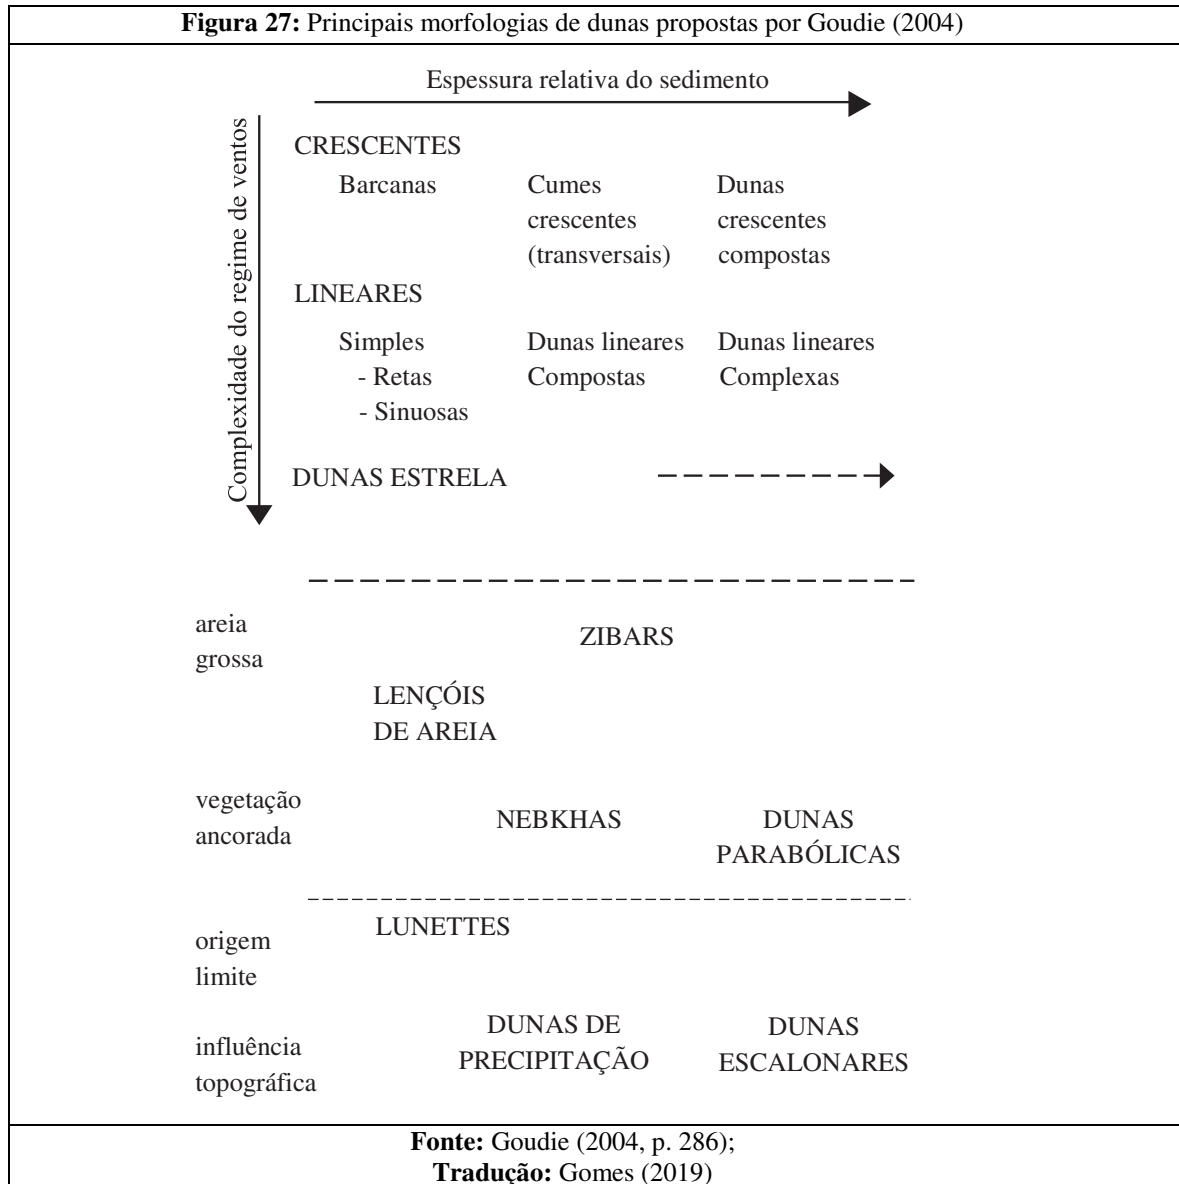 Figura 27: Principais morfologias de dunas propostas por Goudie (2004)
Espessura relativa do sedimento
Complexidade do regime de ventos
CRESCENTES
Barcanas
Cumes
crescentes
(transversais)
Dunas
crescentes
compostas
LINEARES
Simples
- Retas
- Sinuosas
Dunas lineares
Compostas
Dunas lineares
Complexas
DUNAS ESTRELA
areia
grossa
ZIBARS
LENÇÓIS
DE AREIA
vegetação
ancorada
NEBKHAS
DUNAS
PARABÓLICAS
LUNETTES
origem
limite
influência
topográfica
DUNAS DE
PRECIPITAÇÃO
DUNAS
ESCALONARES
Fonte: Goudie (2004, p. 286);
Tradução: Gomes (2019)